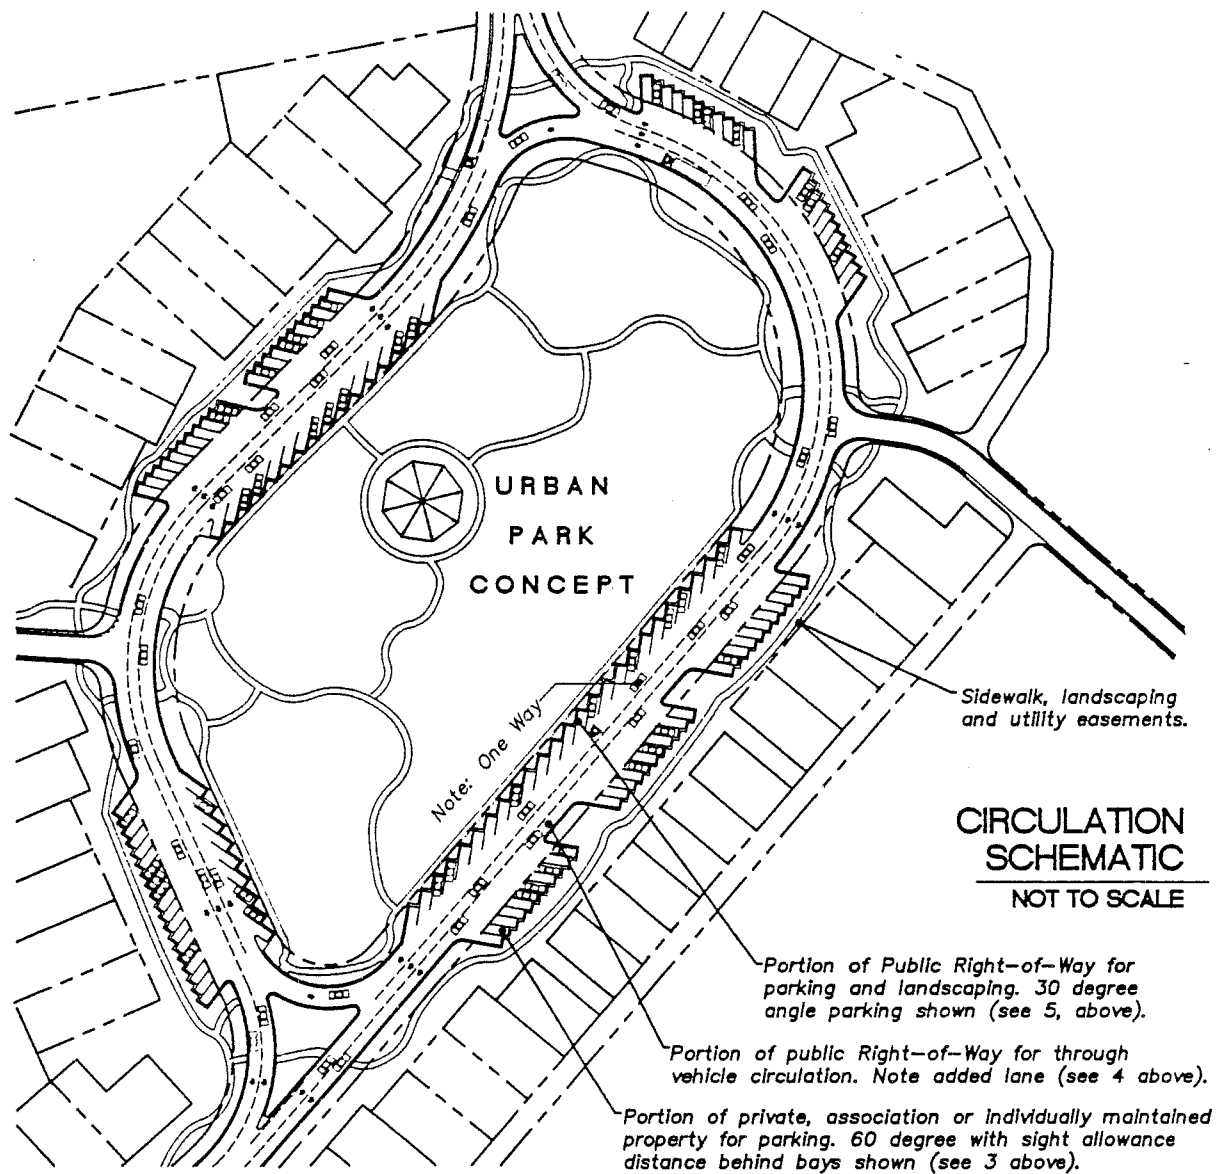 URBAN
PARK
CONCEPT
Note: One Way
Sidewalk, landscaping
and utility easements.
CIRCULATION
SCHEMATIC
NOT TO SCALE
Portion of Public Right-of-Way for
parking and landscaping. 30 degree
angle parking shown (see 5, above).
Portion of public Right-of-Way for through
vehicle circulation. Note added lane (see 4 above).
Portion of private, association or individually maintained
property for parking. 60 degree with sight allowance
distance behind bays shown (see 3 above).